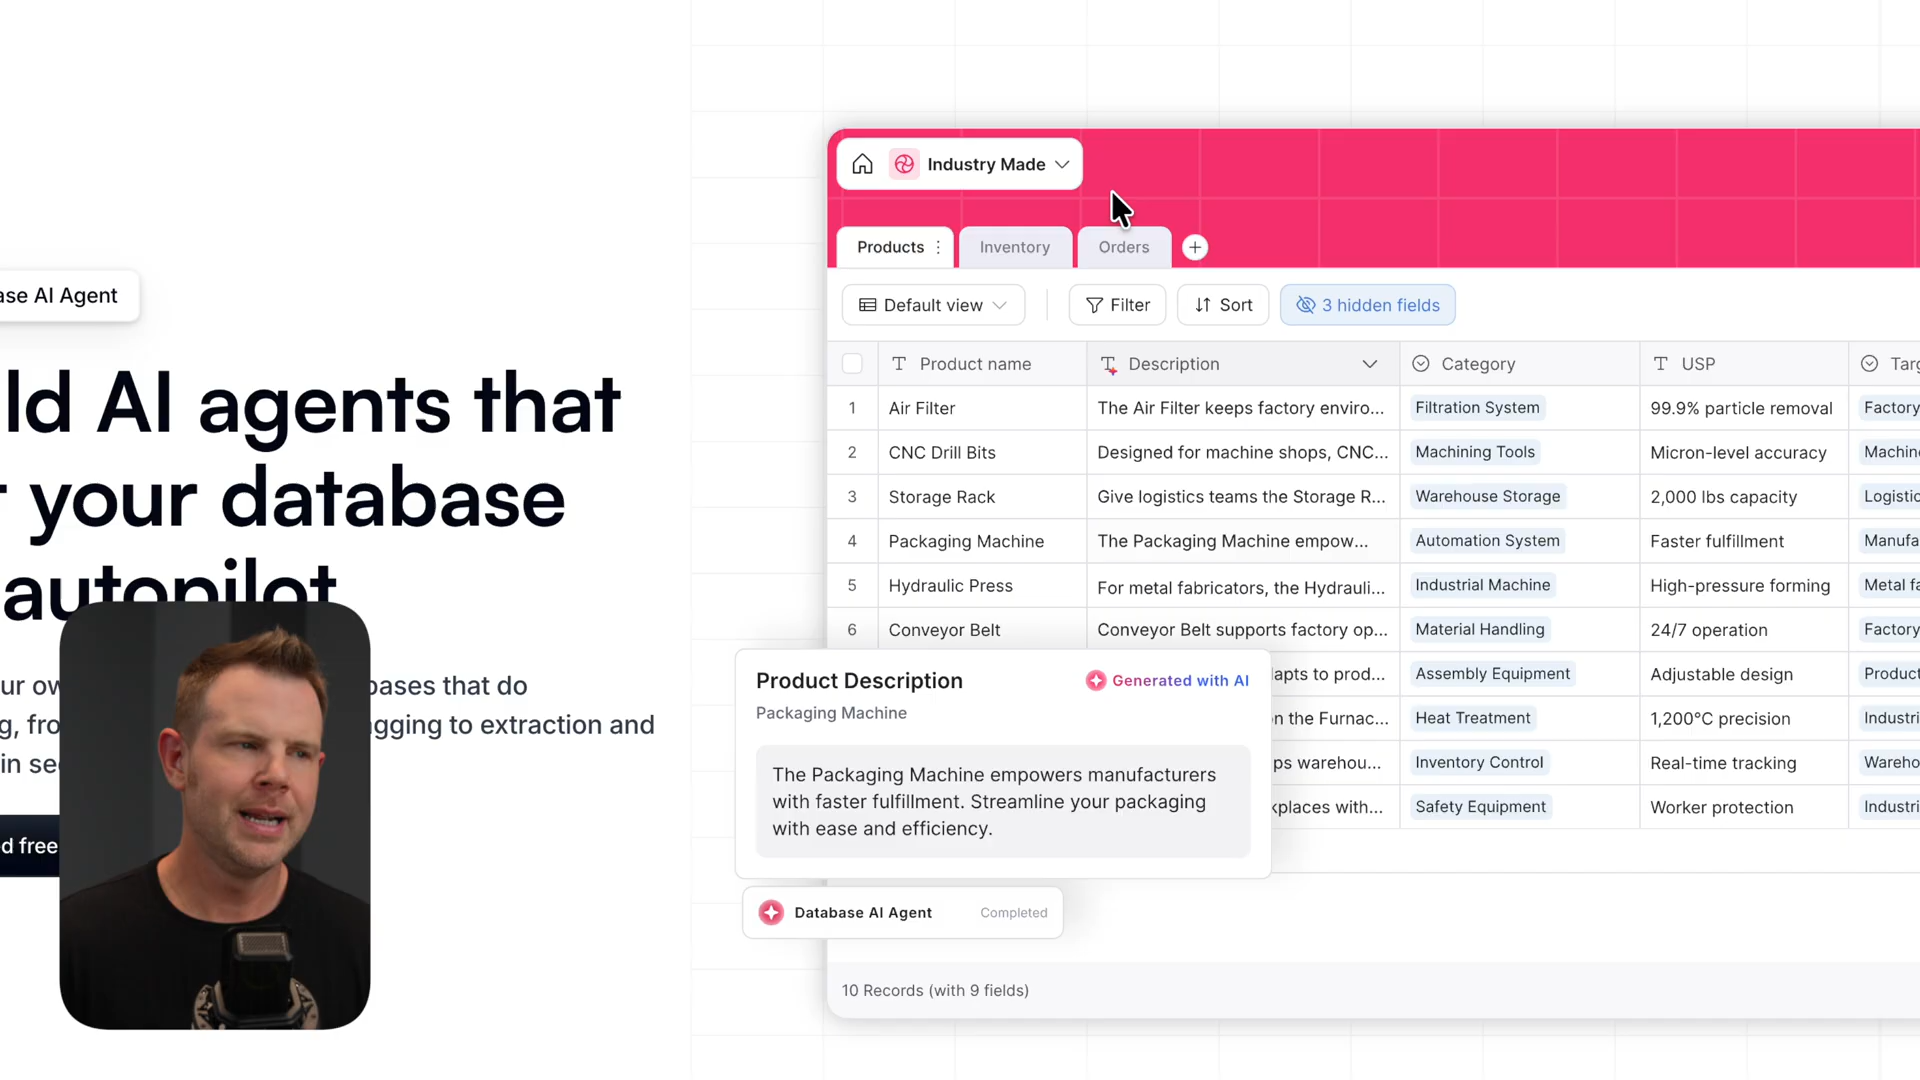 ase AI Agent
ld AI agents that
your database
autopilot
ur ow bases that do
g, fro gging to extraction and
in se
d free
Industry Made
Products
Inventory
Orders
Default view
Filter
Sort
3 hidden fields
Product name
Description
Category
USP
Targ
1 Air Filter The Air Filter keeps factory enviro... Filtration System 99.9% particle removal Factory
2 CNC Drill Bits Designed for machine shops, CNC... Machining Tools Micron-level accuracy Machin
3 Storage Rack Give logistics teams the Storage R... Warehouse Storage 2,000 lbs capacity Logistic
4 Packaging Machine The Packaging Machine empow... Automation System Faster fulfillment Manufa
5 Hydraulic Press For metal fabricators, the Hydrauli... Industrial Machine High-pressure forming Metal fa
6 Conveyor Belt Conveyor Belt supports factory op... Material Handling 24/7 operation Factory
lapts to prod... Assembly Equipment Adjustable design Product
n the Furnac... Heat Treatment 1,200°C precision Industri
ps warehou... Inventory Control Real-time tracking Wareho
kplaces with... Safety Equipment Worker protection Industri
Product Description
Generated with AI
Packaging Machine
The Packaging Machine empowers manufacturers
with faster fulfillment. Streamline your packaging
with ease and efficiency.
Database AI Agent
Completed
10 Records (with 9 fields)